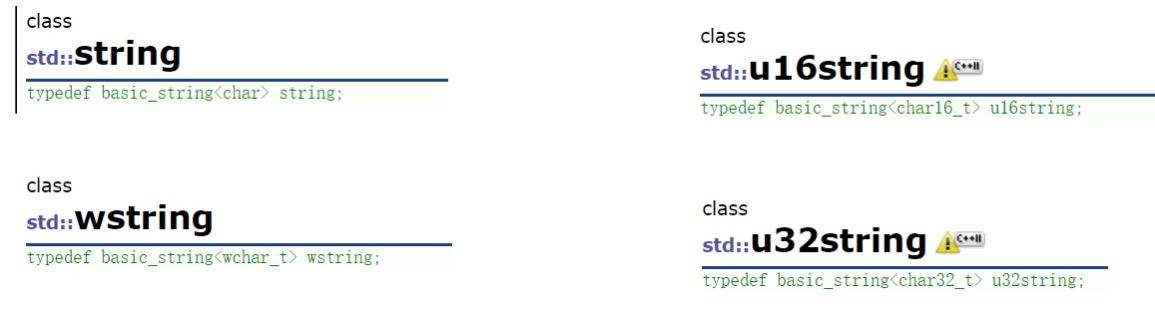 class
std::string
typedef basic_string<char> string;
class
std::wstring
typedef basic_string<wchar_t> wstring;
class
std::u16string C++11
typedef basic_string<char16_t> u16string;
class
std::u32string C++11
typedef basic_string<char32_t> u32string;